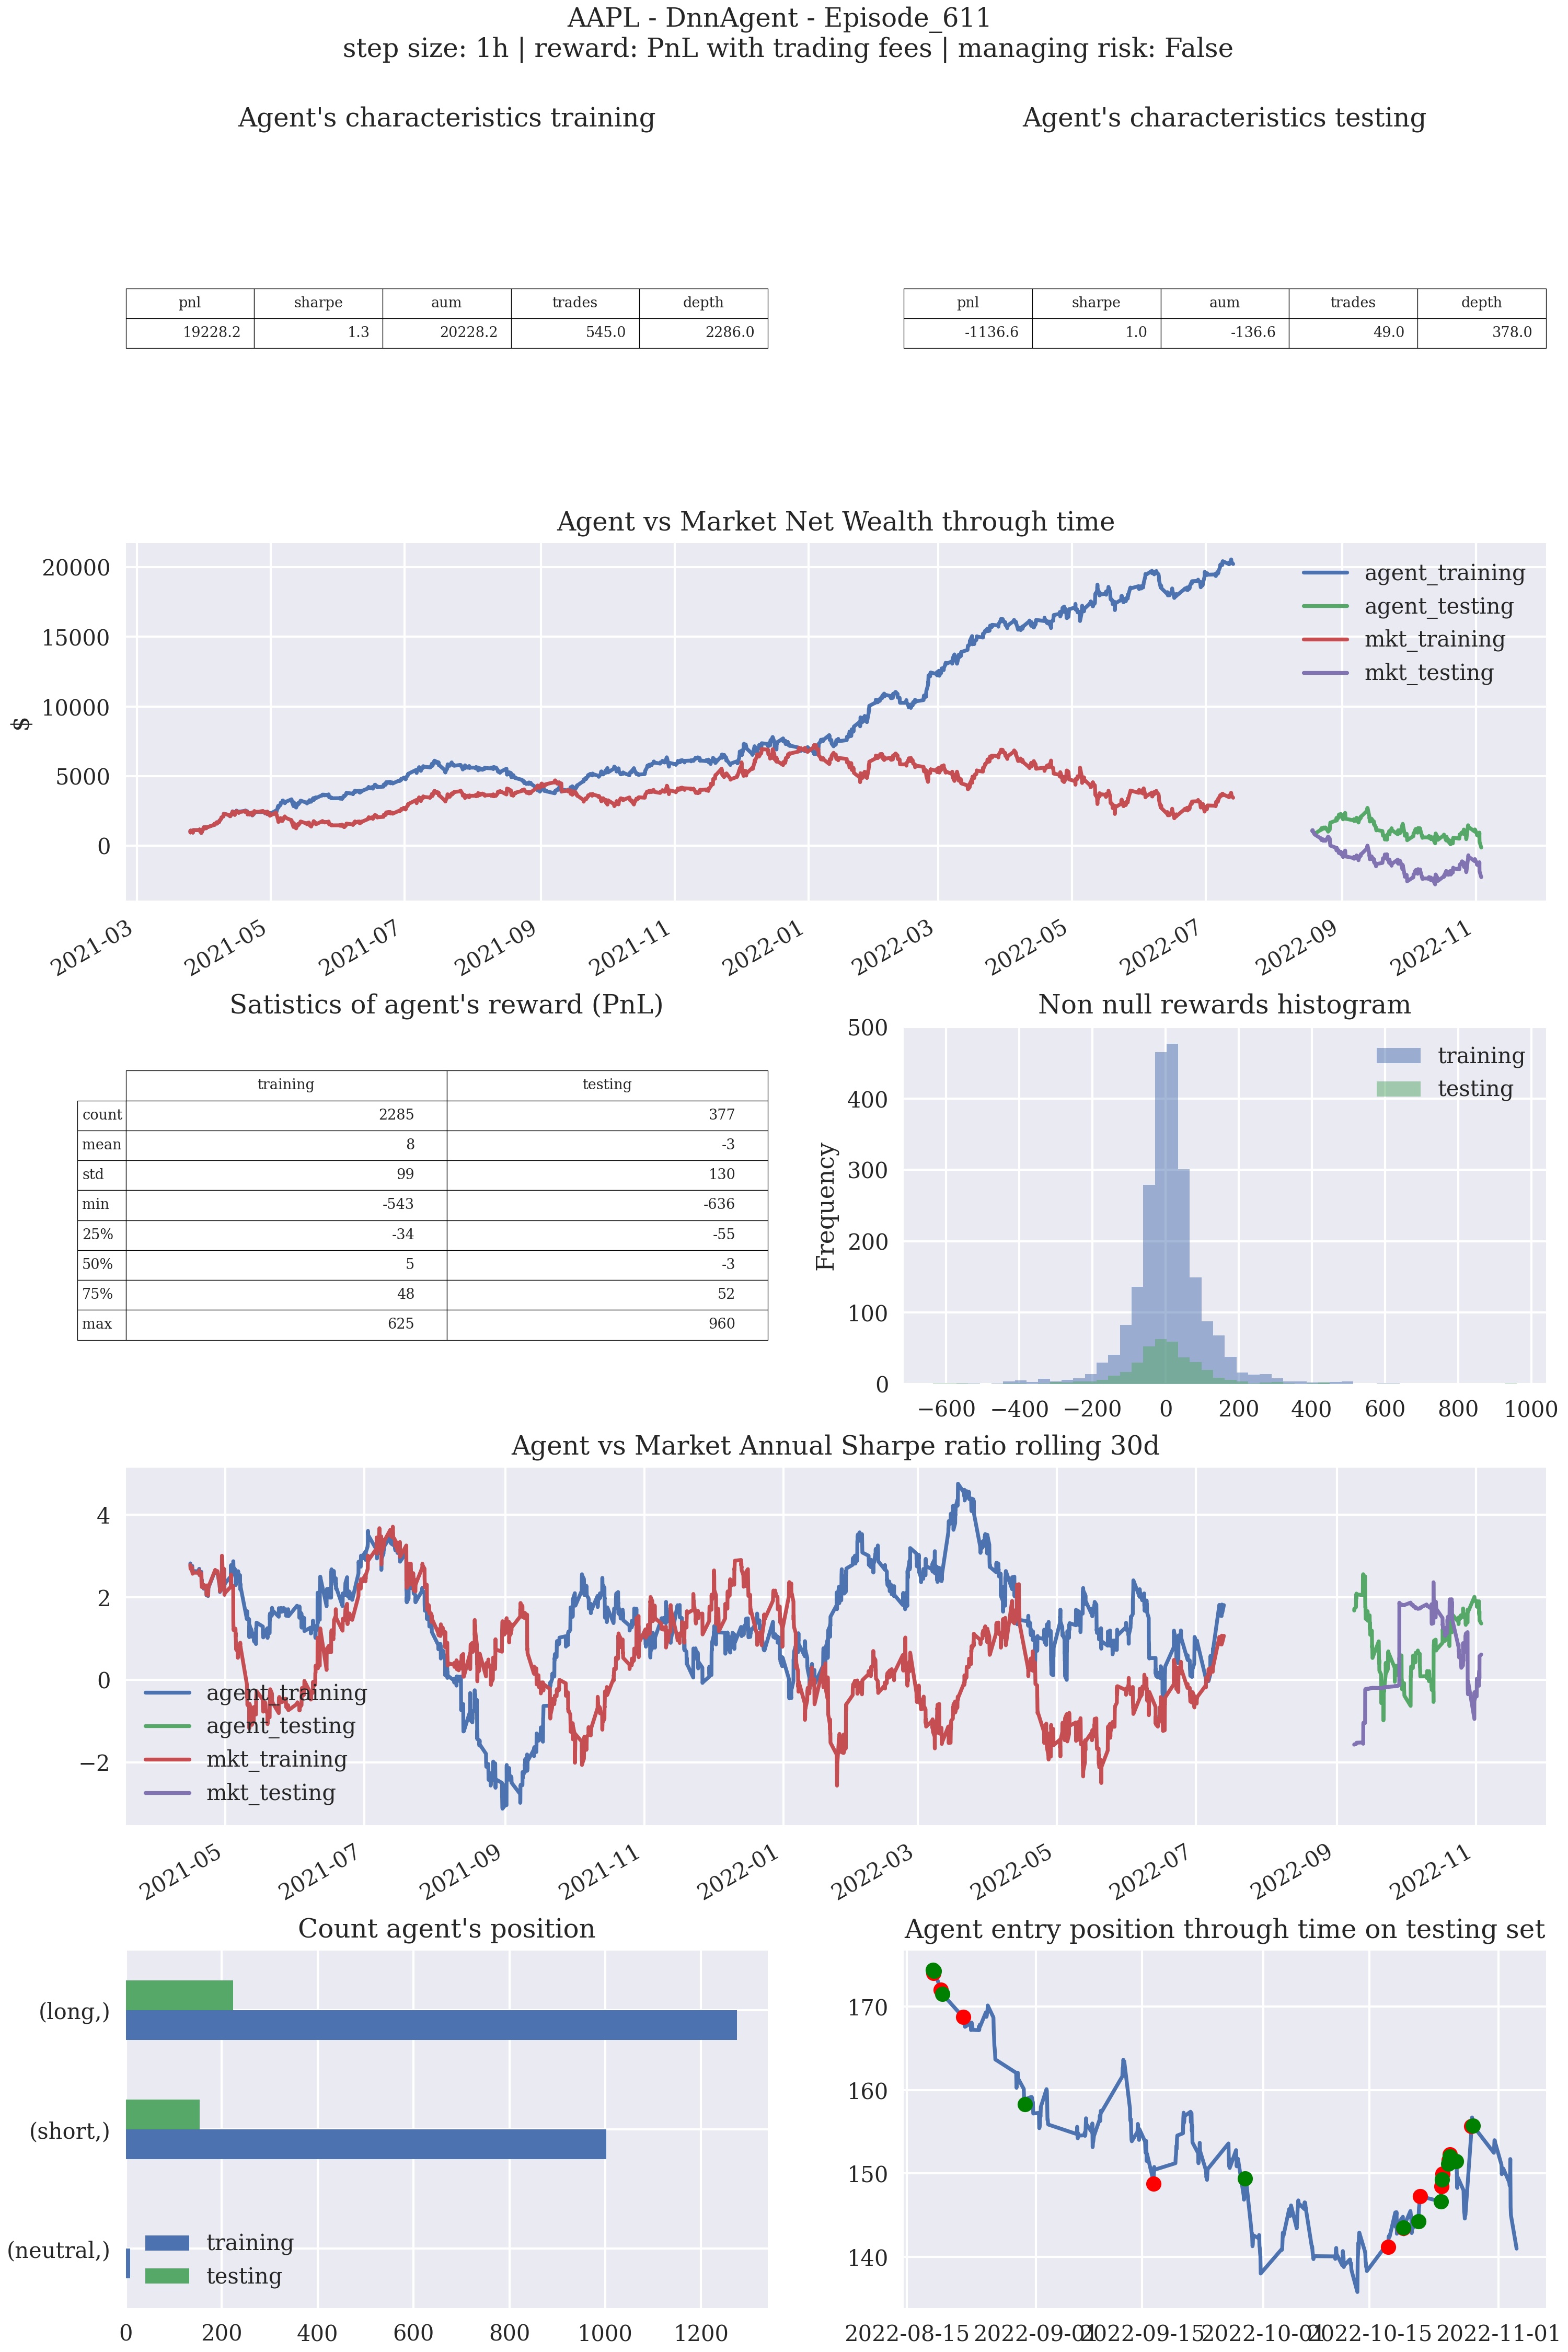 AAPL - DnnAgent - Episode_611
step size: 1h | reward: PnL with trading fees | managing risk: False
Agent's characteristics training
pnl sharpe aum trades depth
19228.2 1.3 20228.2 545.0 2286.0
Agent's characteristics testing
pnl sharpe aum trades depth
-1136.6 1.0 -136.6 49.0 378.0
Agent vs Market Net Wealth through time
$
20000
15000
10000
5000
0
agent_training
agent_testing
mkt_training
mkt_testing
2021-03 2021-05 2021-07 2021-09 2021-11 2022-01 2022-03 2022-05 2022-07 2022-09 2022-11
Satistics of agent's reward (PnL)
training testing
count 2285 377
mean 8 -3
std 99 130
min -543 -636
25% -34 -55
50% 5 -3
75% 48 52
max 625 960
Non null rewards histogram
Frequency
500
400
300
200
100
0
training
testing
−600 −400 −200 0 200 400 600 800 1000
Agent vs Market Annual Sharpe ratio rolling 30d
4
2
0
−2
agent_training
agent_testing
mkt_training
mkt_testing
2021-05 2021-07 2021-09 2021-11 2022-01 2022-03 2022-05 2022-07 2022-09 2022-11
Count agent's position
(long,)
(short,)
(neutral,)
training
testing
0 200 400 600 800 1000 1200
Agent entry position through time on testing set
170
160
150
140
2022-08-15 2022-09-01 2022-09-15 2022-10-01 2022-10-15 2022-11-01